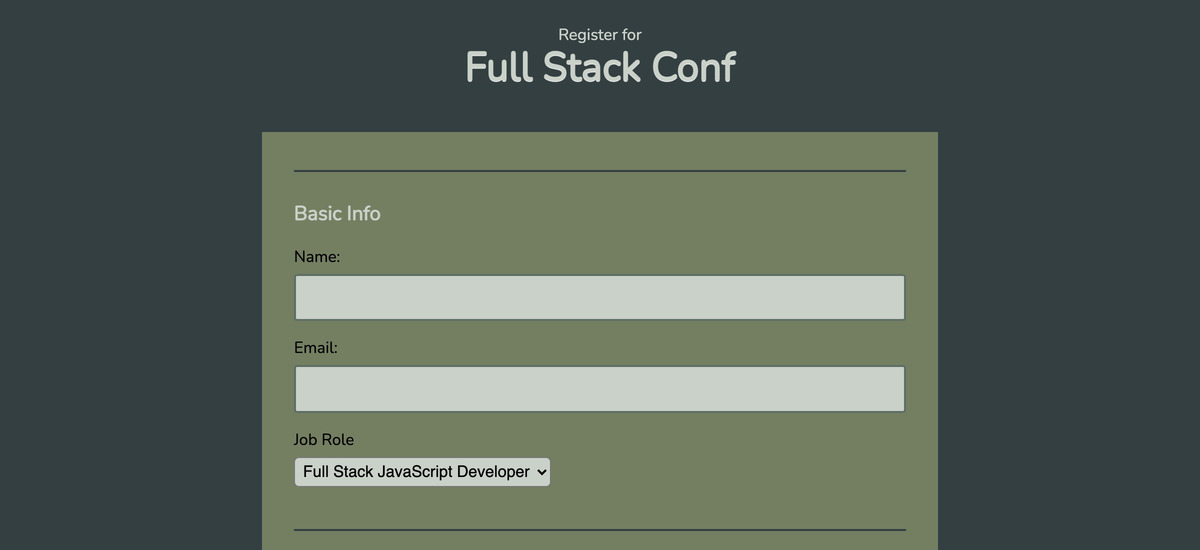 Register for
Full Stack Conf
Basic Info
Name:
Email:
Job Role
Full Stack JavaScript Developer